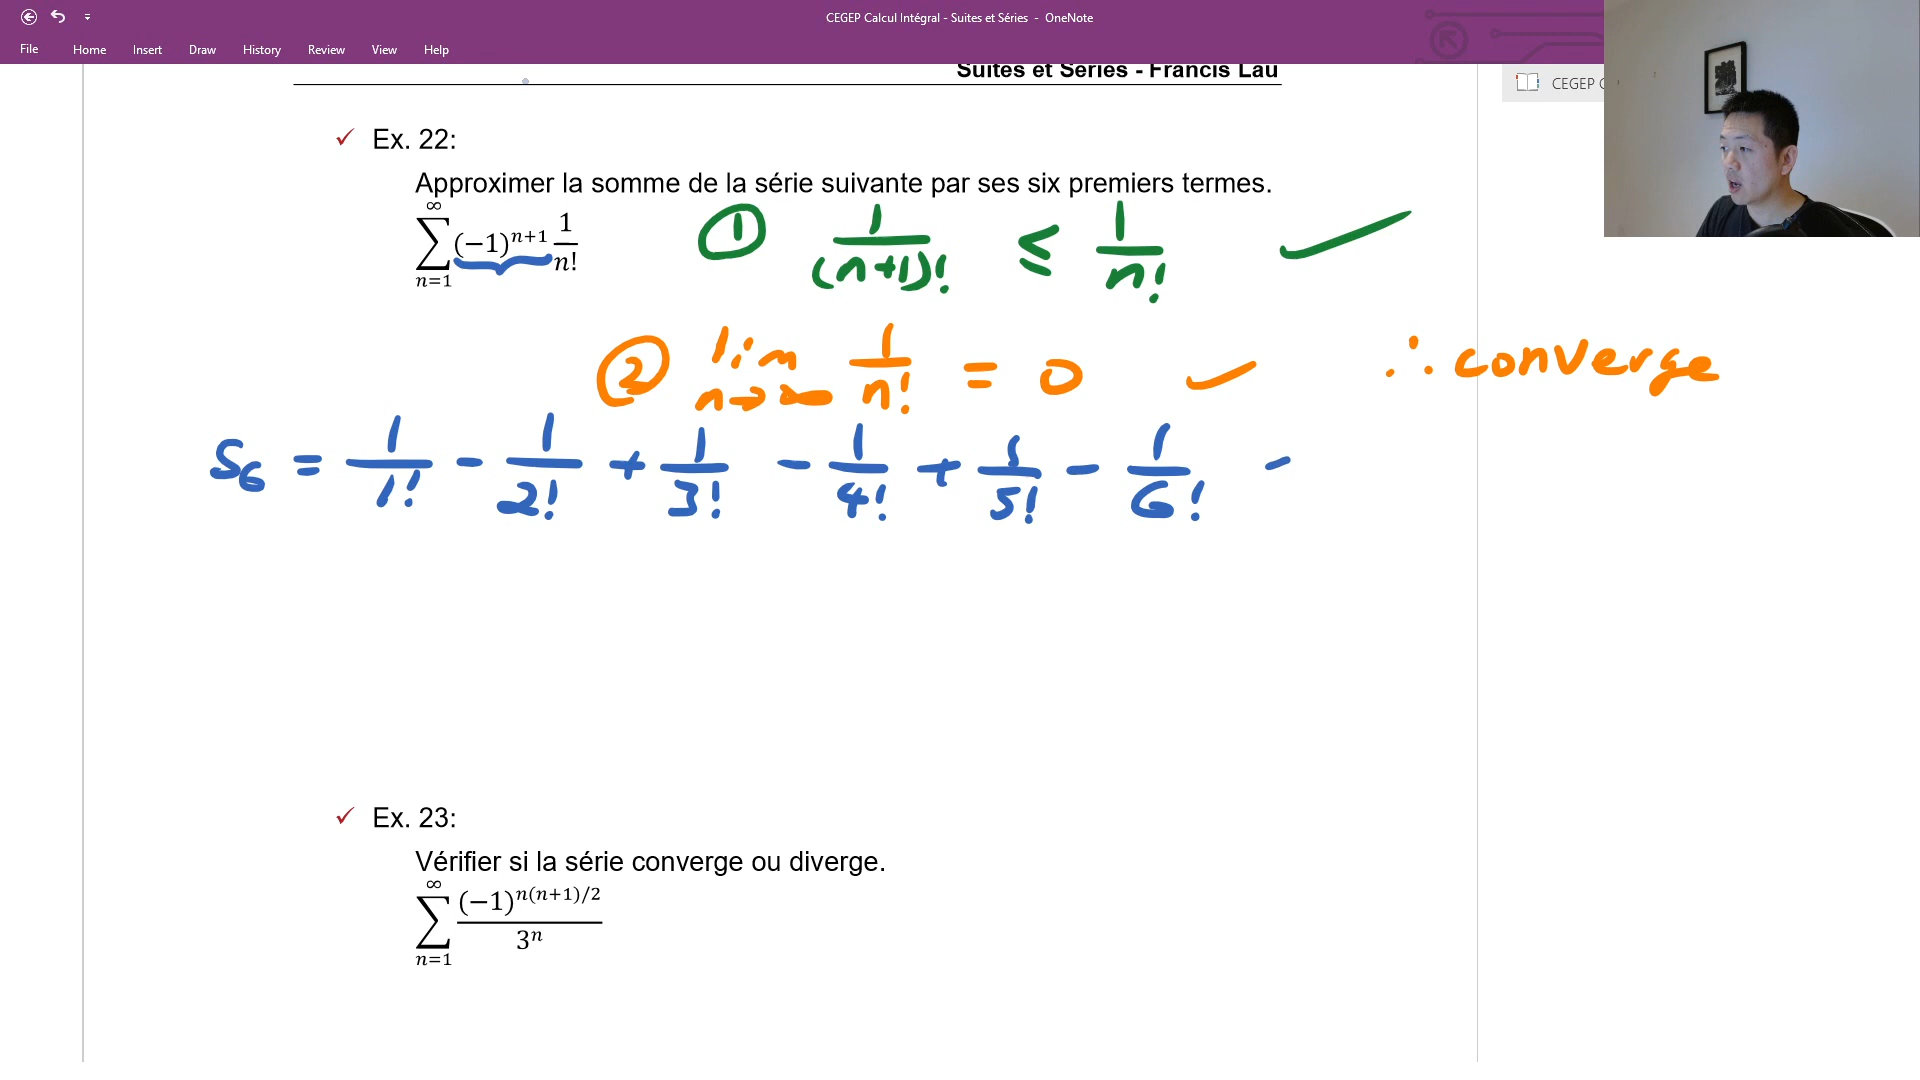 CEGEP Calcul Intégral - Suites et Séries - OneNote
File Home Insert Draw History Review View Help
Suites et Séries - Francis Lau
CEGEP
✓ Ex. 22:
Approximer la somme de la série suivante par ses six premiers termes.
∑_{n=1}^{∞} (−1)^{n+1} 1/n!
① 1/(n+1)! ≤ 1/n! ✓
② lim_{n→∞} 1/n! = 0 ✓ ∴ converge
S₆ = 1/1! − 1/2! + 1/3! − 1/4! + 1/5! − 1/6! −
✓ Ex. 23:
Vérifier si la série converge ou diverge.
∑_{n=1}^{∞} (−1)^{n(n+1)/2}/3^n